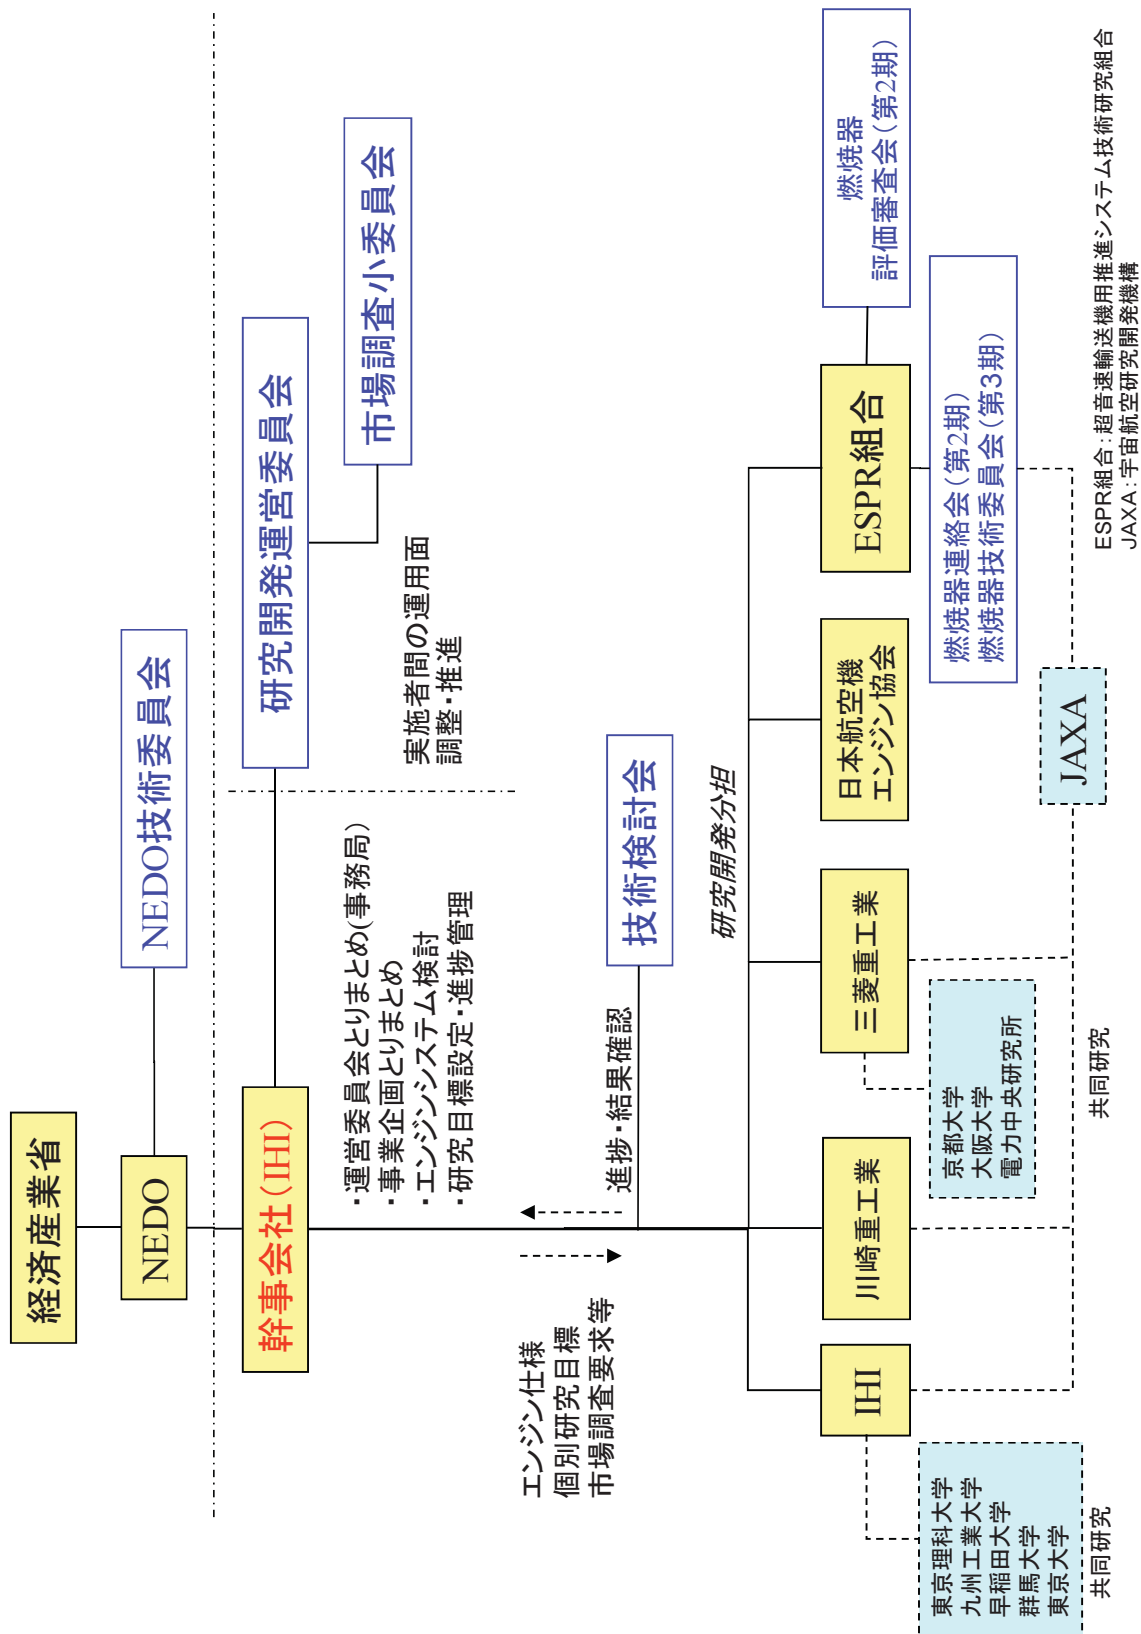 経済産業省
NEDO
NEDO技術委員会
幹事会社(IHI)
研究開発運営委員会
市場調査小委員会
・運営委員会とりまとめ(事務局)
・事業企画とりまとめ
・エンジンシステム検討
・研究目標設定・進捗管理
実施者間の運用面
調整・推進
エンジン仕様
個別研究目標
市場調査要求等
進捗・結果確認
技術検討会
研究開発分担
IHI
川崎重工業
三菱重工業
日本航空機
エンジン協会
ESPR組合
燃焼器
評価審査会(第2期)
燃焼器連絡会(第2期)
燃焼器技術委員会(第3期)
東京理科大学
九州工業大学
早稲田大学
群馬大学
東京大学
共同研究
京都大学
大阪大学
電力中央研究所
共同研究
JAXA
ESPR組合:超音速輸送機用推進システム技術研究組合
JAXA:宇宙航空研究開発機構